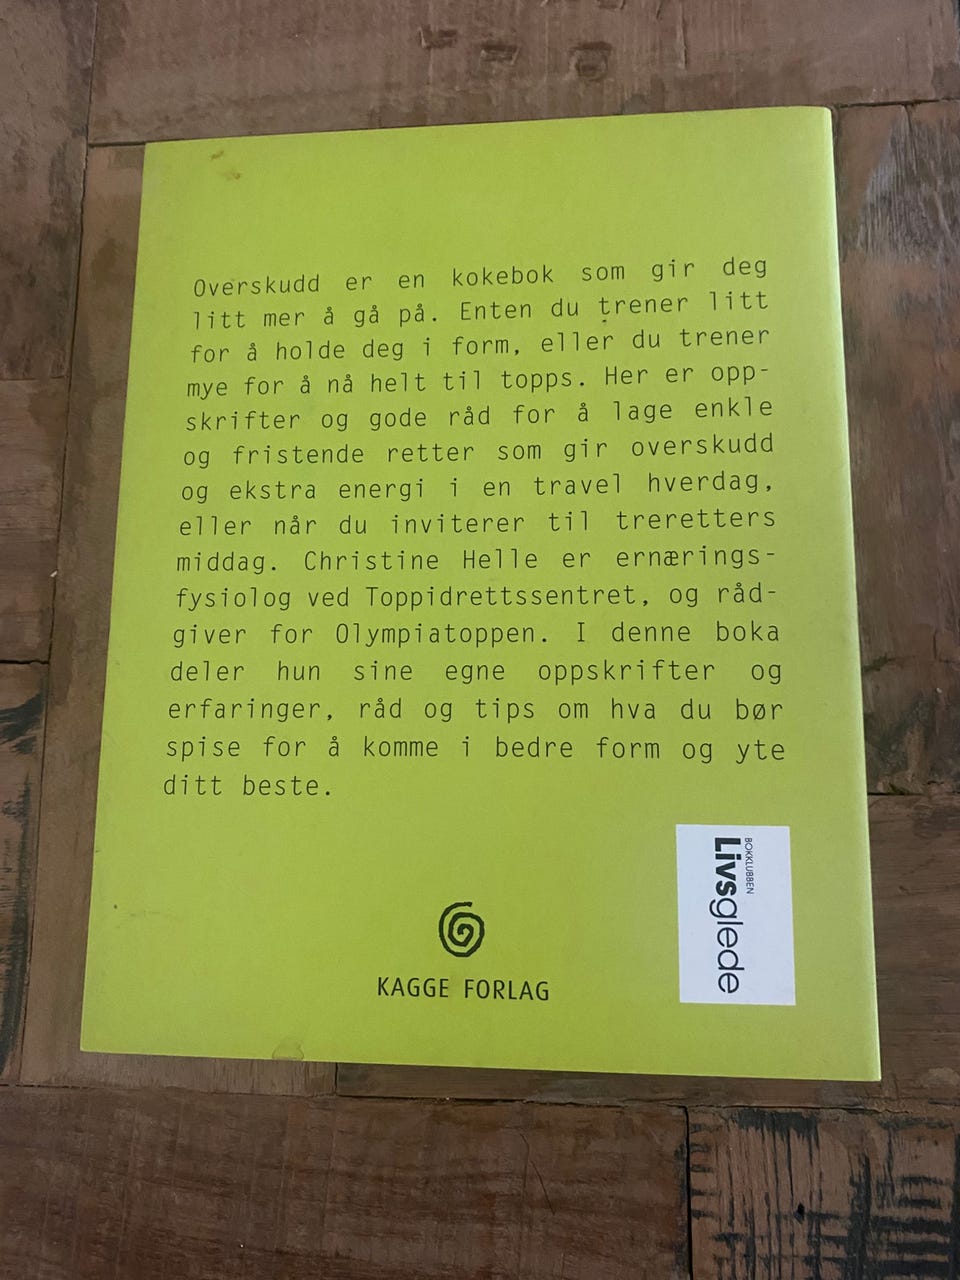 Overskudd er en kokebok som gir deg
litt mer å gå på. Enten du trener litt
for å holde deg i form, eller du trener
mye for å nå helt til topps. Her er opp-
skrifter og gode råd for å lage enkle
og fristende retter som gir overskudd
og ekstra energi i en travel hverdag,
eller når du inviterer til treretters
middag. Christine Helle er ernærings-
fysiolog ved Toppidrettssentret, og råd-
giver for Olympiatoppen. I denne boka
deler hun sine egne oppskrifter og
erfaringer, råd og tips om hva du bør
spise for å komme i bedre form og yte
ditt beste.
KAGGE FORLAG
BOKKLUBBEN
Livsglede